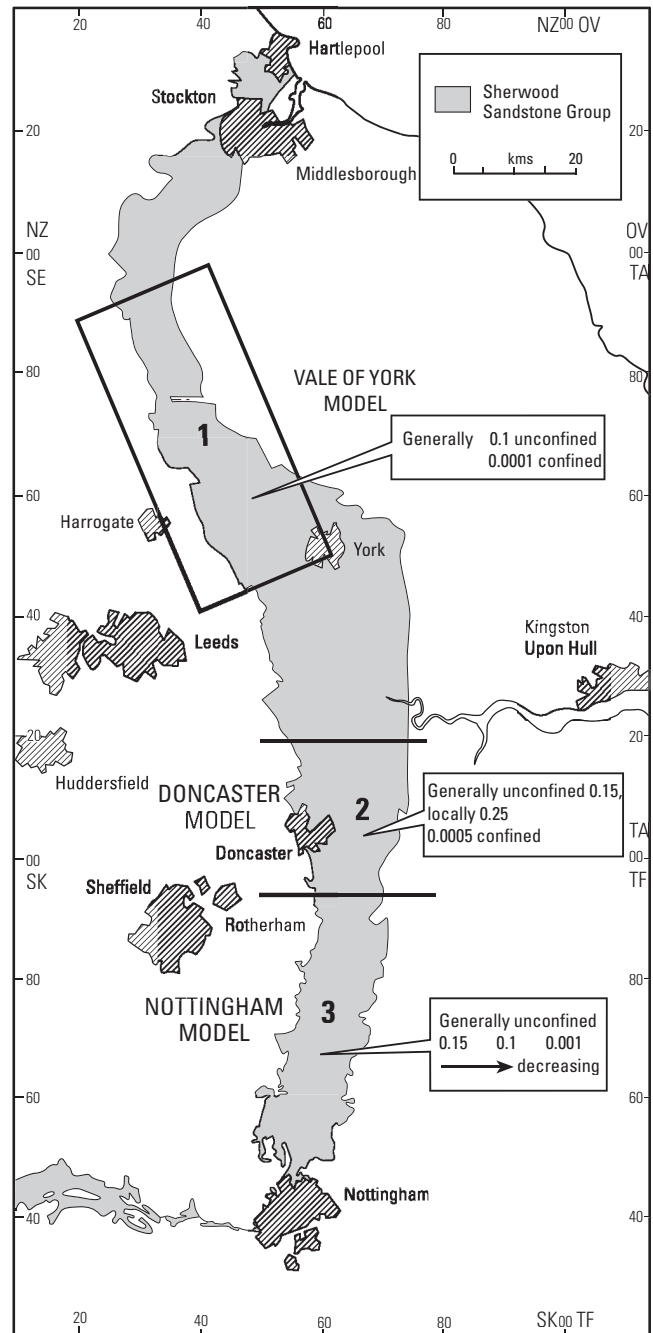 20 40 60 NZ 00 OV
Hartlepool
Stockton
Sherwood
Sandstone Group
0 kms 20
20 20
Middlesborough
NZ OV
00 00
SE TA
80 80
VALE OF YORK
MODEL
1
Generally 0.1 unconfined
0.0001 confined
60 60
Harrogate
York
40 40
Leeds
Kingston
Upon Hull
20 20
Huddersfield
DONCASTER
MODEL
2
Generally unconfined 0.15,
locally 0.25
0.0005 confined
Doncaster
TA
00 00
SK TF
Sheffield
Rotherham
80 80
NOTTINGHAM
MODEL
3
Generally unconfined
0.15 0.1 0.001
decreasing
60 60
Nottingham
40 40
20 40 60 80 SK 00 TF